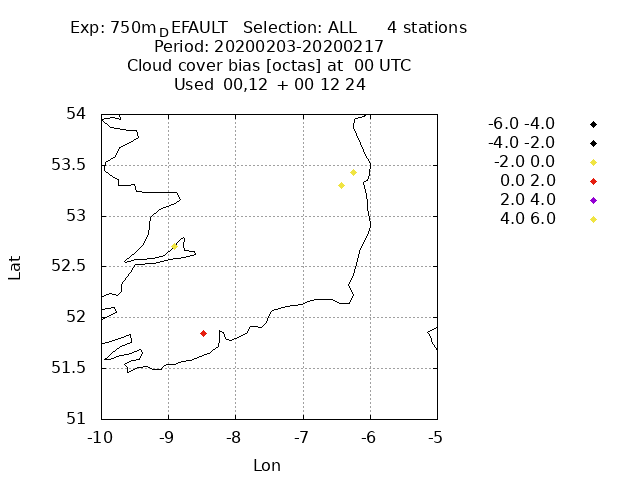 Exp: 750mDEFAULT Selection: ALL 4 stations
Period: 20200203-20200217
Cloud cover bias [octas] at 00 UTC
Used 00,12 + 00 12 24
-6.0 -4.0
-4.0 -2.0
-2.0 0.0
0.0 2.0
2.0 4.0
4.0 6.0
54
53.5
53
52.5
52
51.5
51
Lat
-10 -9 -8 -7 -6 -5
Lon